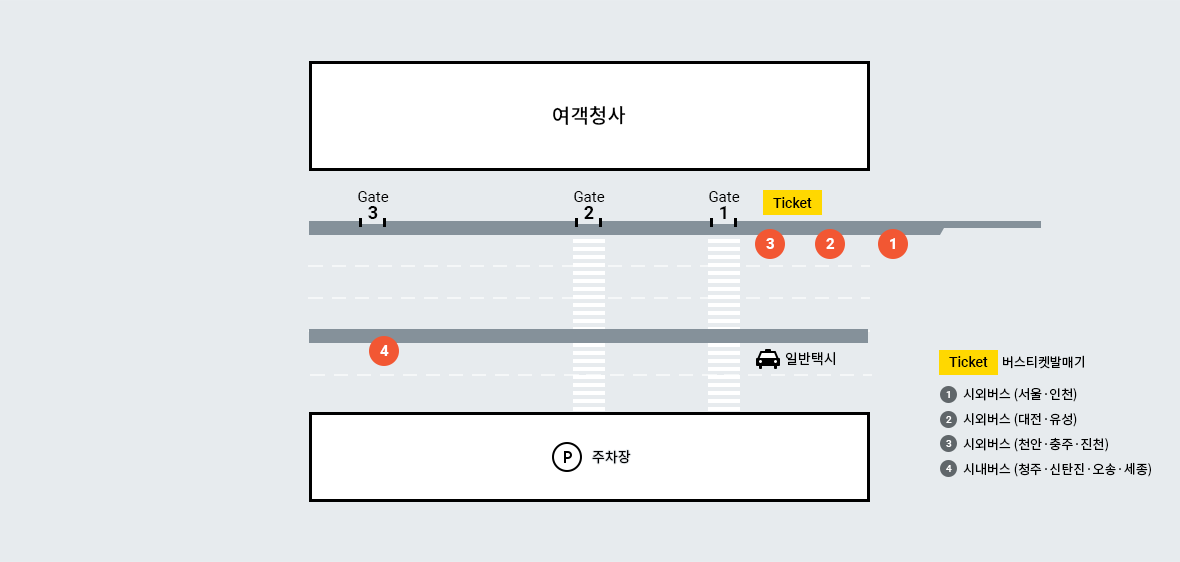 여객청사
Gate
3
Gate
2
Gate
1
Ticket
3
2
1
4
일반택시
P 주차장
Ticket 버스티켓발매기
1 시외버스 (서울·인천)
2 시외버스 (대전·유성)
3 시외버스 (천안·충주·진천)
4 시내버스 (청주·신탄진·오송·세종)